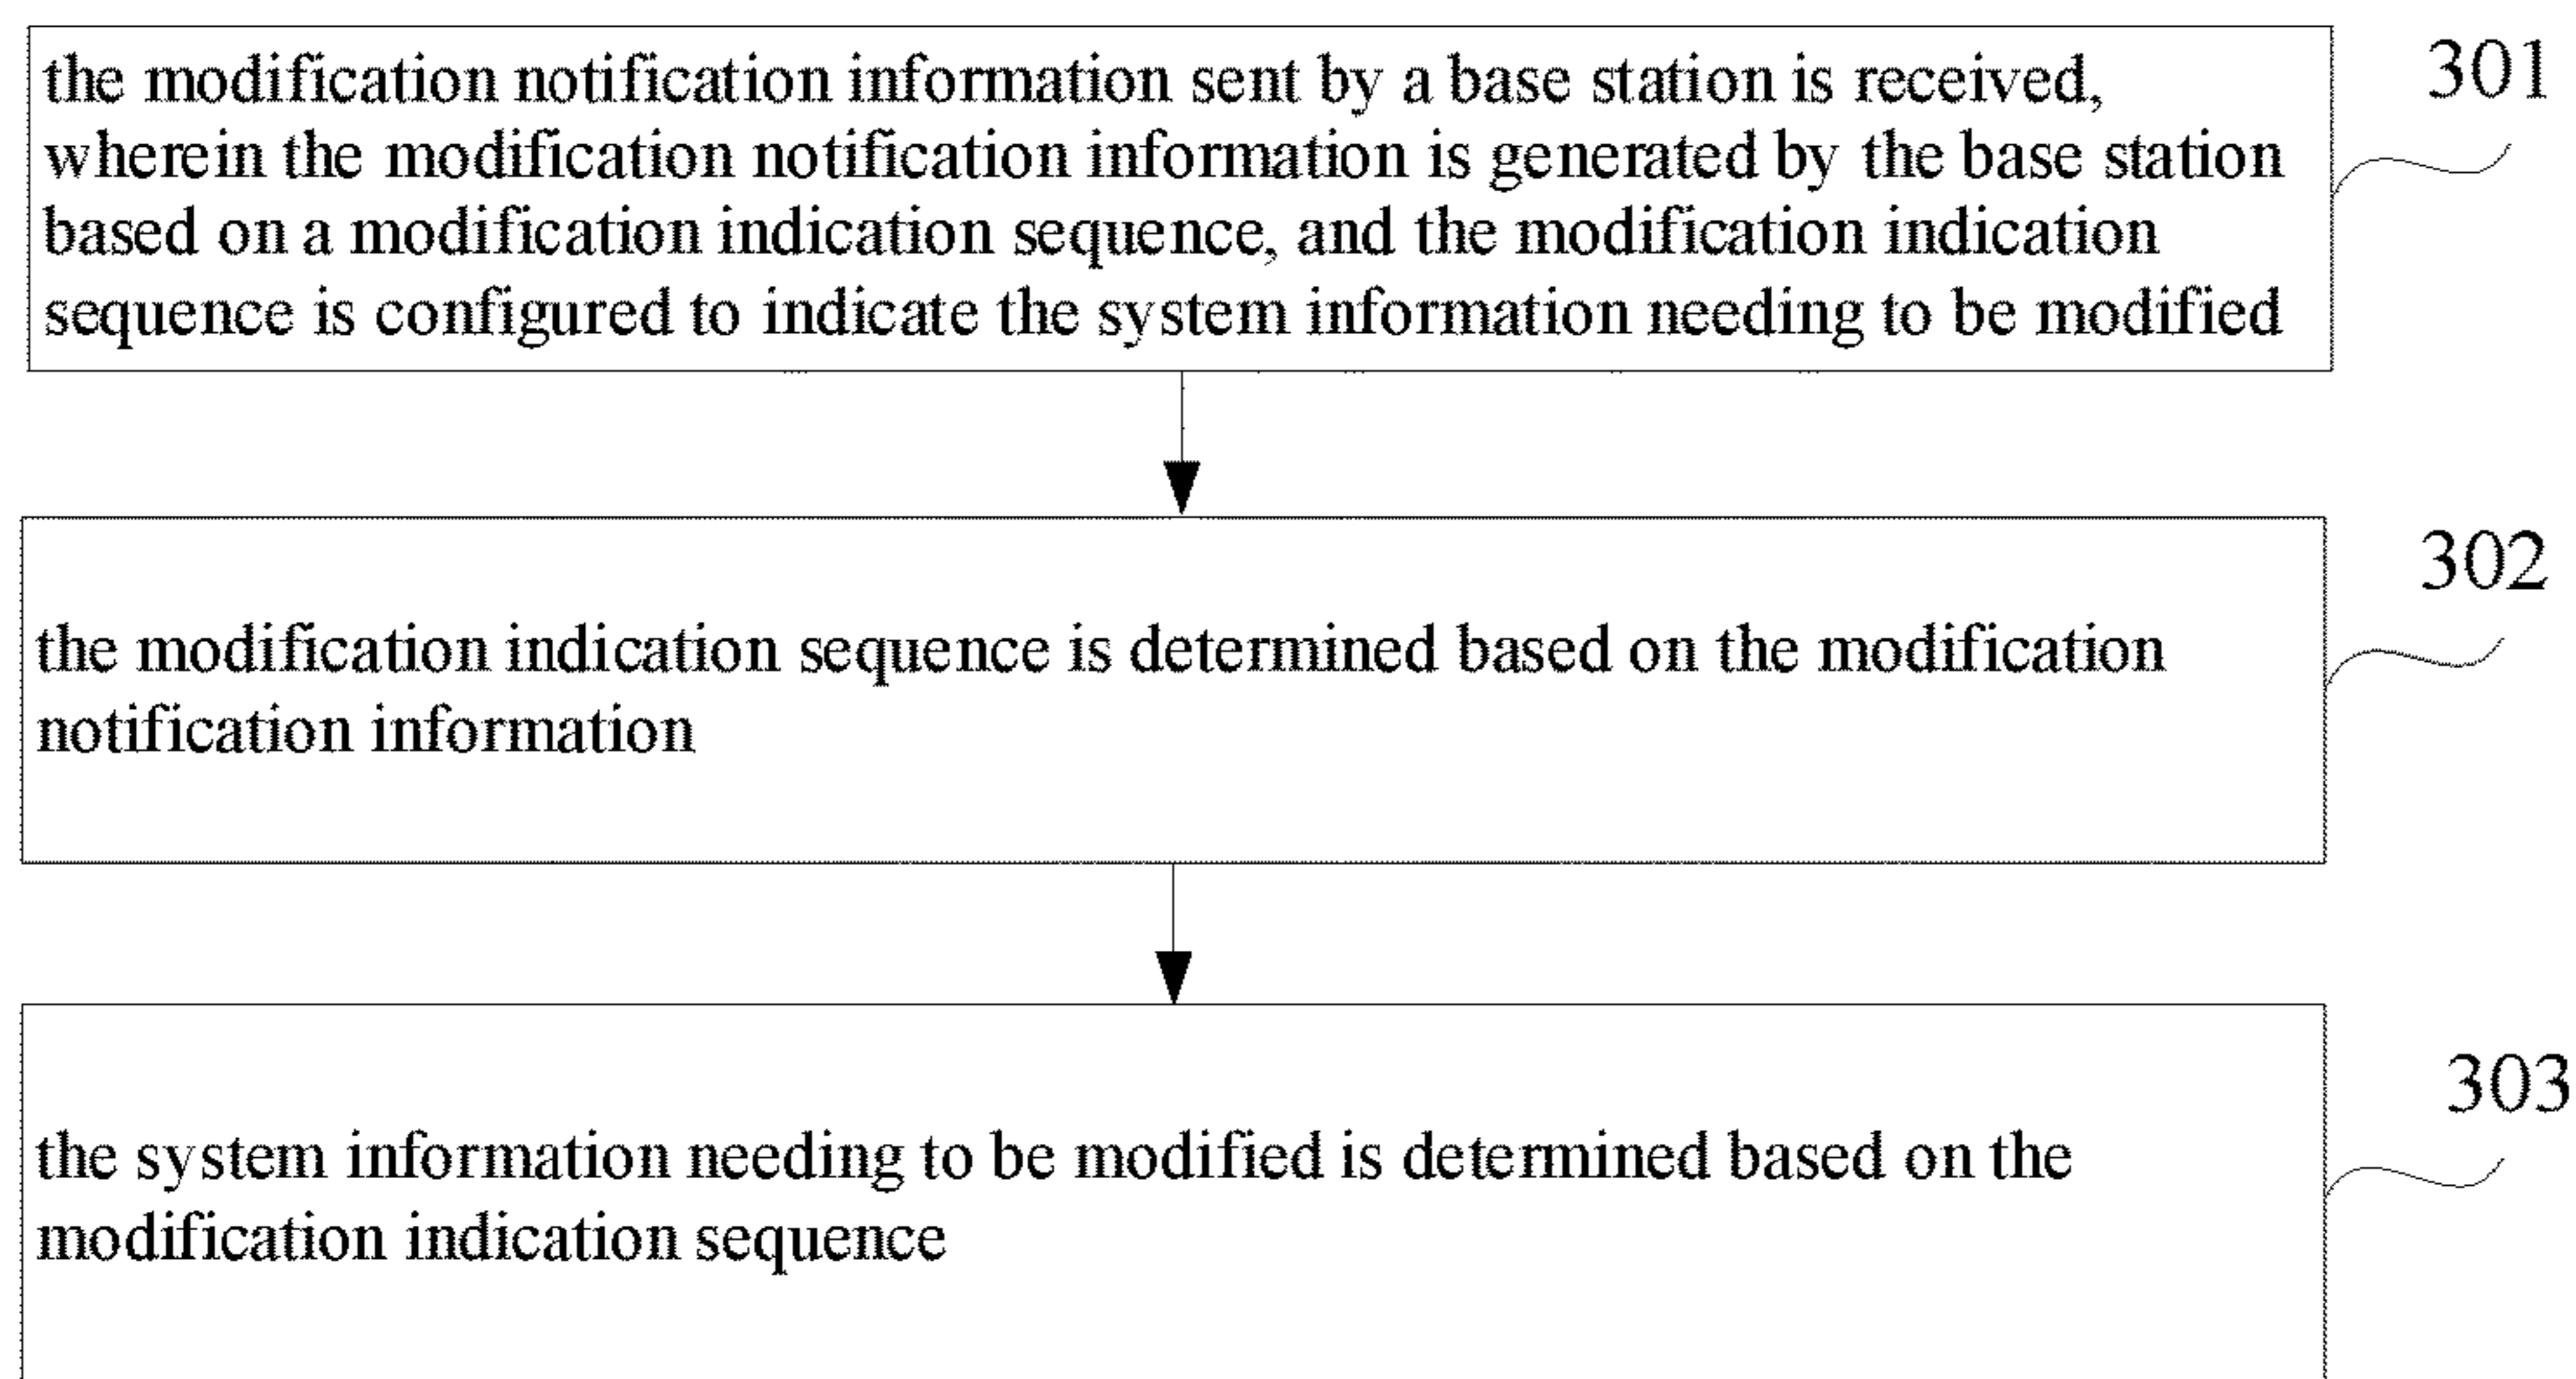 the modification notification information sent by a base station is received,
301
wherein the modification notification information is generated by the base station
based on a modification indication sequence, and the modification indication
sequence is configured to indicate the system information needing to be modified
302
the modification indication sequence is determined based on the modification
notification information
303
the system information needing to be modified is determined based on the
modification indication sequence